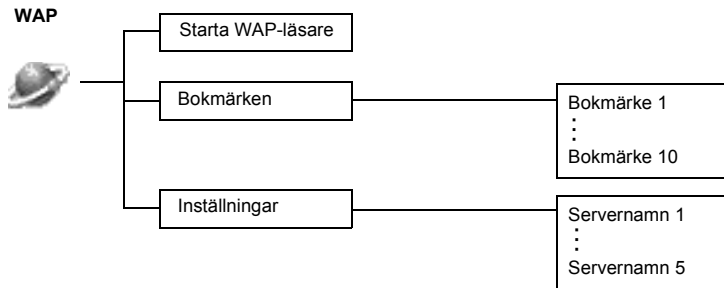 WAP
Starta WAP-läsare
Bokmärken
Bokmärke 1
Bokmärke 10
Inställningar
Servernamn 1
Servernamn 5